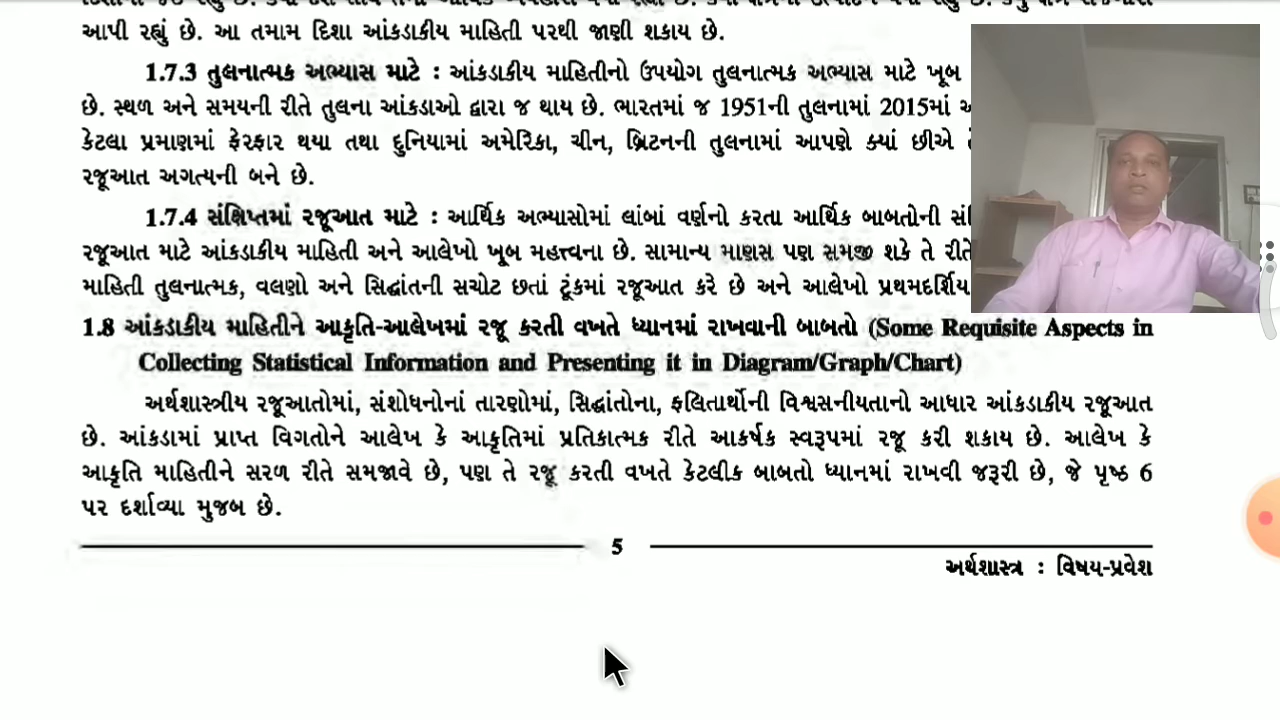 આપી રહ્યું છે. આ તમામ દિશા આંકડાકીય માહિતી પરથી જાણી શકાય છે.
1.7.3 તુલનાત્મક અભ્યાસ માટે : આંકડાકીય માહિતીનો ઉપયોગ તુલનાત્મક અભ્યાસ માટે ખૂબ
છે. સ્થળ અને સમયની રીતે તુલના આંકડાઓ દ્વારા જ થાય છે. ભારતમાં જ 1951ની તુલનામાં 2015માં
કેટલા પ્રમાણમાં ફેરફાર થયા તથા દુનિયામાં અમેરિકા, ચીન, બ્રિટનની તુલનામાં આપણે ક્યાં છીએ
રજૂઆત અગત્યની બને છે.
1.7.4 સંક્ષિપ્તમાં રજૂઆત માટે : આર્થિક અભ્યાસોમાં લાંબાં વર્ણનો કરતા આર્થિક બાબતોની
રજૂઆત માટે આંકડાકીય માહિતી અને આલેખો ખૂબ મહત્ત્વના છે. સામાન્ય માણસ પણ સમજી શકે તે રીતે
માહિતી તુલનાત્મક, વલણો અને સિદ્ધાંતની સચોટ છતાં ટૂંકમાં રજૂઆત કરે છે અને આલેખો
1.8 આંકડાકીય માહિતીને આકૃતિ-આલેખમાં રજૂ કરતી વખતે ધ્યાનમાં રાખવાની બાબતો (Some Requisite Aspects in
Collecting Statistical Information and Presenting it in Diagram/Graph/Chart)
અર્થશાસ્ત્રીય રજૂઆતોમાં, સંશોધનોનાં તારણોમાં, સિદ્ધાંતોના, ફલિતાર્થોની વિશ્વસનીયતાનો આધાર આંકડાકીય રજૂઆત
છે. આંકડામાં પ્રાપ્ત વિગતોને આલેખ કે આકૃતિમાં પ્રતિકાત્મક રીતે આકર્ષક સ્વરૂપમાં રજૂ કરી શકાય છે. આલેખ કે
આકૃતિ માહિતીને સરળ રીતે સમજાવે છે, પણ તે રજૂ કરતી વખતે કેટલીક બાબતો ધ્યાનમાં રાખવી જરૂરી છે, જે પૃષ્ઠ 6
પર દર્શાવ્યા મુજબ છે.
5
અર્થશાસ્ત્ર : વિષય-પ્રવેશ